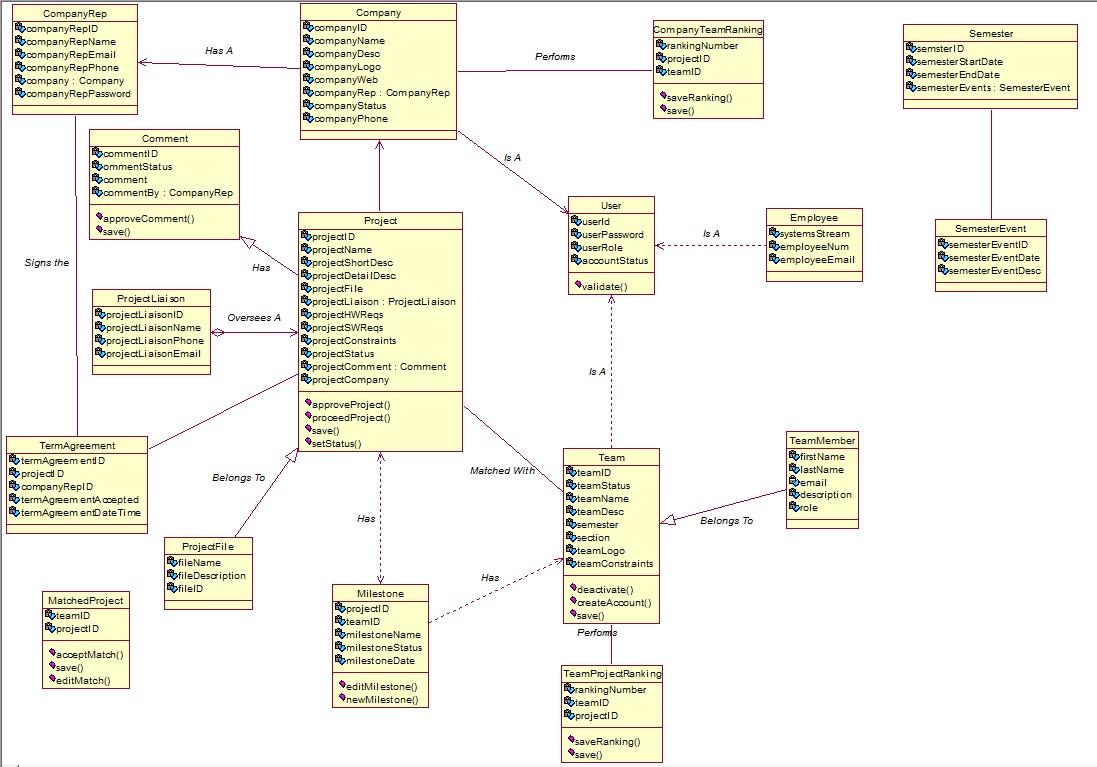 CompanyRep
companyRepID
companyRepName
companyRepEmail
companyRepPhone
company : Company
companyRepPassword
Has A
Company
companyID
companyName
companyDesc
companyLogo
companyWeb
companyRep : CompanyRep
companyStatus
companyPhone
Performs
CompanyTeamRanking
rankingNumber
projectID
teamID
saveRanking()
save()
Semester
semsterID
semesterStartDate
semesterEndDate
semesterEvents : SemesterEvent
Comment
commentID
ommentStatus
comment
commentBy : CompanyRep
approveComment()
save()
Is A
User
userId
userPassword
userRole
accountStatus
validate()
Is A
Employee
systemsStream
employeeNum
employeeEmail
SemesterEvent
semesterEventID
semesterEventDate
semesterEventDesc
Signs the
Has
Project
projectID
projectName
projectShortDesc
projectDetailDesc
projectFile
projectLiaison : ProjectLiaison
projectHWReqs
projectSWReqs
projectConstraints
projectStatus
projectComment : Comment
projectCompany
approveProject()
proceedProject()
save()
setStatus()
ProjectLiaison
projectLiaisonID
projectLiaisonName
projectLiaisonPhone
projectLiaisonEmail
Oversees A
Is A
TermAgreement
termAgreementID
projectID
companyRepID
termAgreementAccepted
termAgreementDateTime
Belongs To
Matched With
Team
teamID
teamStatus
teamName
teamDesc
semester
section
teamLogo
teamConstraints
deactivate()
createAccount()
save()
TeamMember
firstName
lastName
email
description
role
Belongs To
Has
ProjectFile
fileName
fileDescription
fileID
Has
MatchedProject
teamID
projectID
acceptMatch()
save()
editMatch()
Milestone
projectID
teamID
milestoneName
milestoneStatus
milestoneDate
editMilestone()
newMilestone()
Performs
TeamProjectRanking
rankingNumber
teamID
projectID
saveRanking()
save()